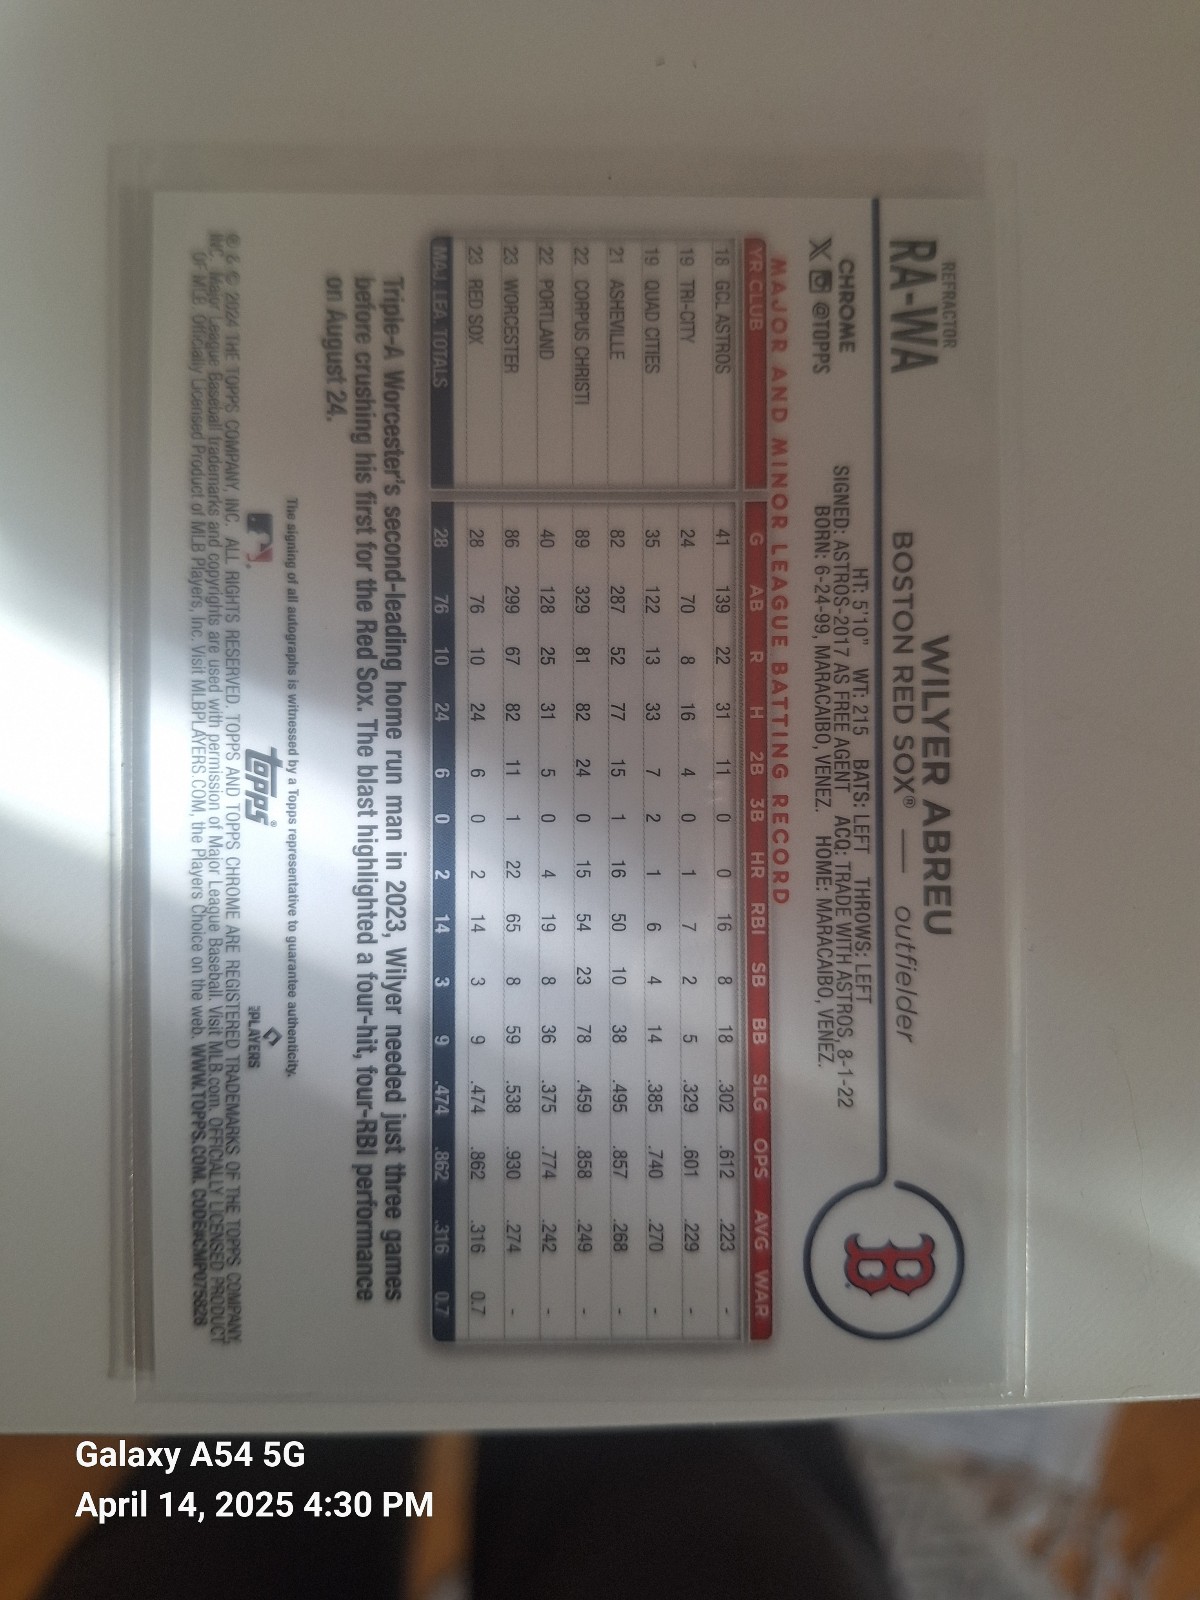 REFRACTOR
RA-WA
WILYER ABREU
BOSTON RED SOX® — outfielder
B
CHROME
X @TOPPS
HT: 5'10" WT: 215 BATS: LEFT THROWS: LEFT
SIGNED: ASTROS-2017 AS FREE AGENT ACQ: TRADE WITH ASTROS, 8-1-22
BORN: 6-24-99, MARACAIBO, VENEZ. HOME: MARACAIBO, VENEZ.
MAJOR AND MINOR LEAGUE BATTING RECORD
YR CLUB G AB R H 2B 3B HR RBI SB BB SLG OPS AVG WAR
18 GCL ASTROS 41 139 22 31 11 0 0 16 8 18 .302 .612 .223 -
19 TRI-CITY 24 70 8 16 4 0 1 7 2 5 .329 .601 .229 -
19 QUAD CITIES 35 122 13 33 7 2 1 6 4 14 .385 .740 .270 -
21 ASHEVILLE 82 287 52 77 15 1 16 50 10 38 .495 .857 .268 -
22 CORPUS CHRISTI 89 329 81 82 24 0 15 54 23 78 .459 .858 .249 -
22 PORTLAND 40 128 25 31 5 0 4 19 8 36 .375 .774 .242 -
23 WORCESTER 86 299 67 82 11 1 22 65 8 59 .538 .930 .274 -
23 RED SOX 28 76 10 24 6 0 2 14 3 9 .474 .862 .316 0.7
MAJ. LEA. TOTALS 28 76 10 24 6 0 2 14 3 9 .474 .862 .316 0.7
Triple-A Worcester's second-leading home run man in 2023, Wilyer needed just three games
before crushing his first for the Red Sox. The blast highlighted a four-hit, four-RBI performance
on August 24.
The signing of all autographs is witnessed by a Topps representative to guarantee authenticity.
topps®
PLAYERS
® & © 2024 THE TOPPS COMPANY, INC. ALL RIGHTS RESERVED. TOPPS AND TOPPS CHROME ARE REGISTERED TRADEMARKS OF THE TOPPS COMPANY,
INC. Major League Baseball trademarks and copyrights are used with permission of Major League Baseball. Visit MLB.com. OFFICIALLY LICENSED PRODUCT
OF MLB Officially Licensed Product of MLB Players, Inc. Visit MLBPLAYERS.COM, the Players Choice on the web. WWW.TOPPS.COM. CODE#CMP075828
Galaxy A54 5G
April 14, 2025 4:30 PM